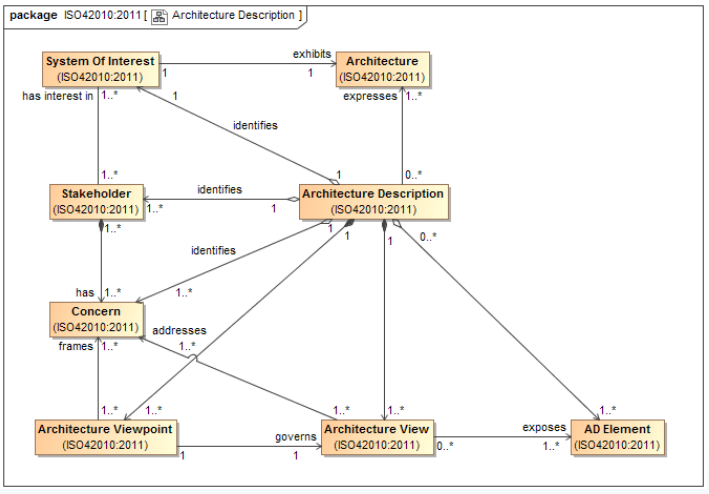 package ISO42010:2011 [ Architecture Description ]
exhibits
System Of Interest
(ISO42010:2011)
Architecture
(ISO42010:2011)
1
1
has interest in
1..*
1
expresses
1..*
identifies
1..*
1
0..*
Stakeholder
(ISO42010:2011)
identifies
Architecture Description
(ISO42010:2011)
1..*
1
1..*
1
1
1
0..*
identifies
has
1..*
1..*
Concern
(ISO42010:2011)
addresses
frames
1..*
1..*
1..*
1..*
1..*
1..*
1..*
Architecture Viewpoint
(ISO42010:2011)
Architecture View
(ISO42010:2011)
AD Element
(ISO42010:2011)
governs
exposes
1
1
0..*
1..*